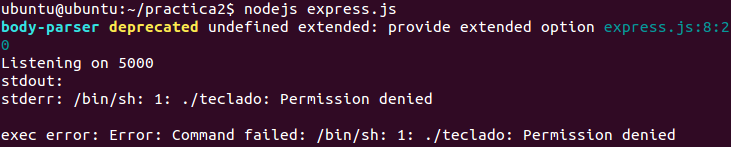 ubuntu@ubuntu:~/practica2$ nodejs express.js
body-parser deprecated undefined extended: provide extended option express.js:8:2
0
Listening on 5000
stdout:
stderr: /bin/sh: 1: ./teclado: Permission denied
exec error: Error: Command failed: /bin/sh: 1: ./teclado: Permission denied